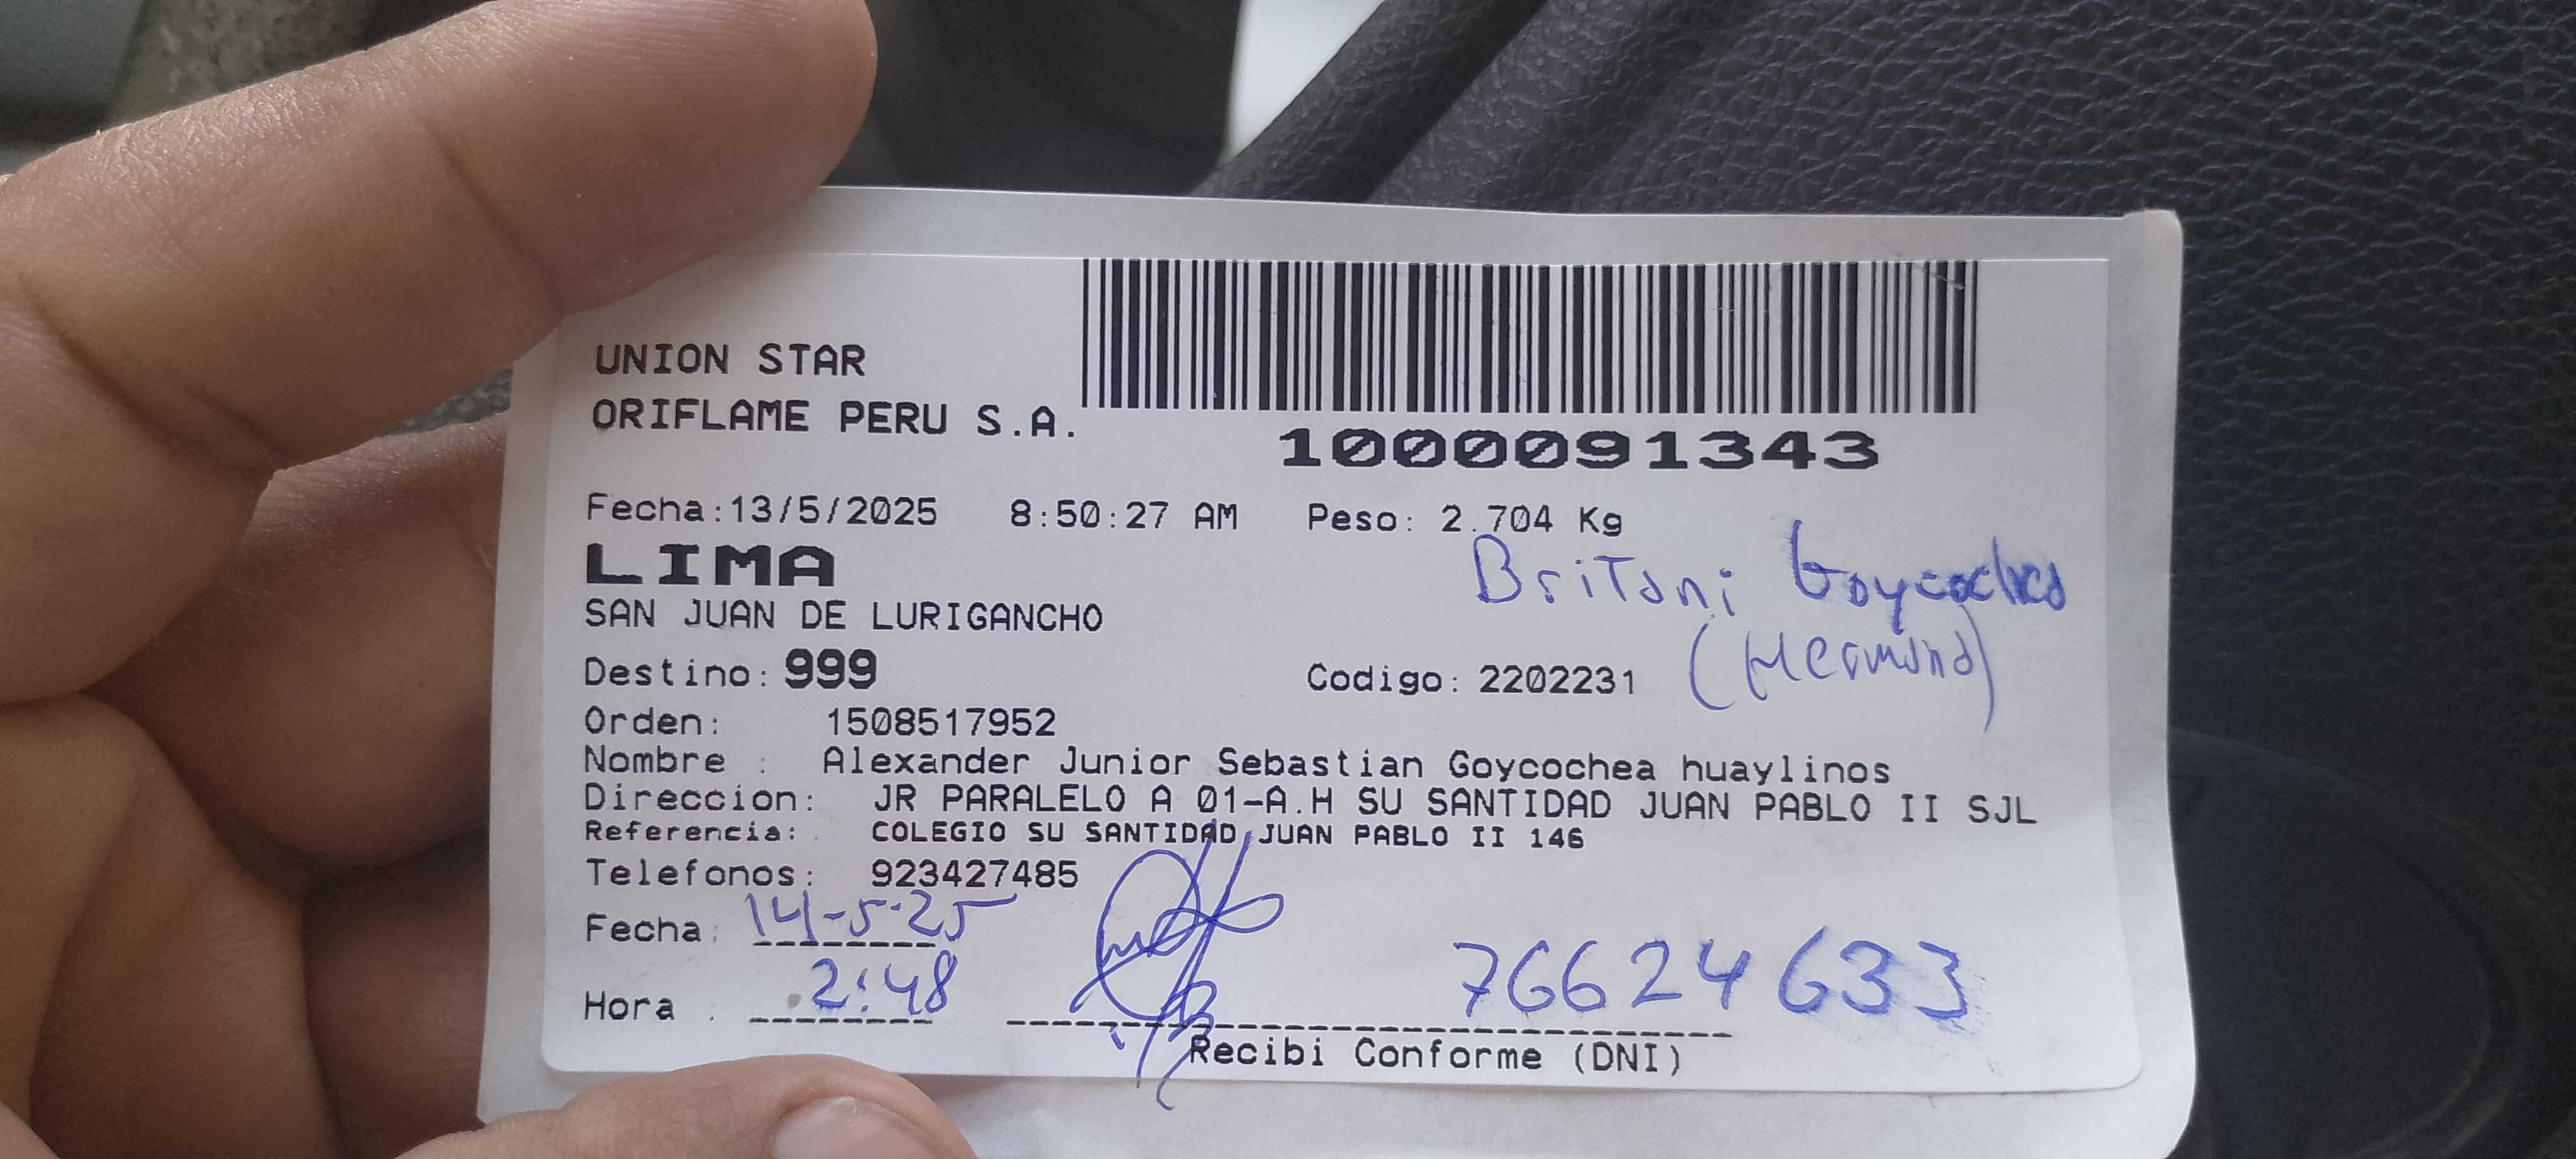 UNION STAR
ORIFLAME PERU S.A.
1000091343
Fecha:13/5/2025 8:50:27 AM Peso: 2.704 Kg
LIMA
Britani Goycochea
SAN JUAN DE LURIGANCHO
(Hermana)
Destino: 999 Codigo: 2202231
Orden: 1508517952
Nombre : Alexander Junior Sebastian Goycochea huaylinos
Direccion: JR PARALELO A 01-A.H SU SANTIDAD JUAN PABLO II SJL
Referencia: COLEGIO SU SANTIDAD JUAN PABLO II 146
Telefonos: 923427485
Fecha: 14-5-25
Hora : 2:48 76624633
Recibi Conforme (DNI)